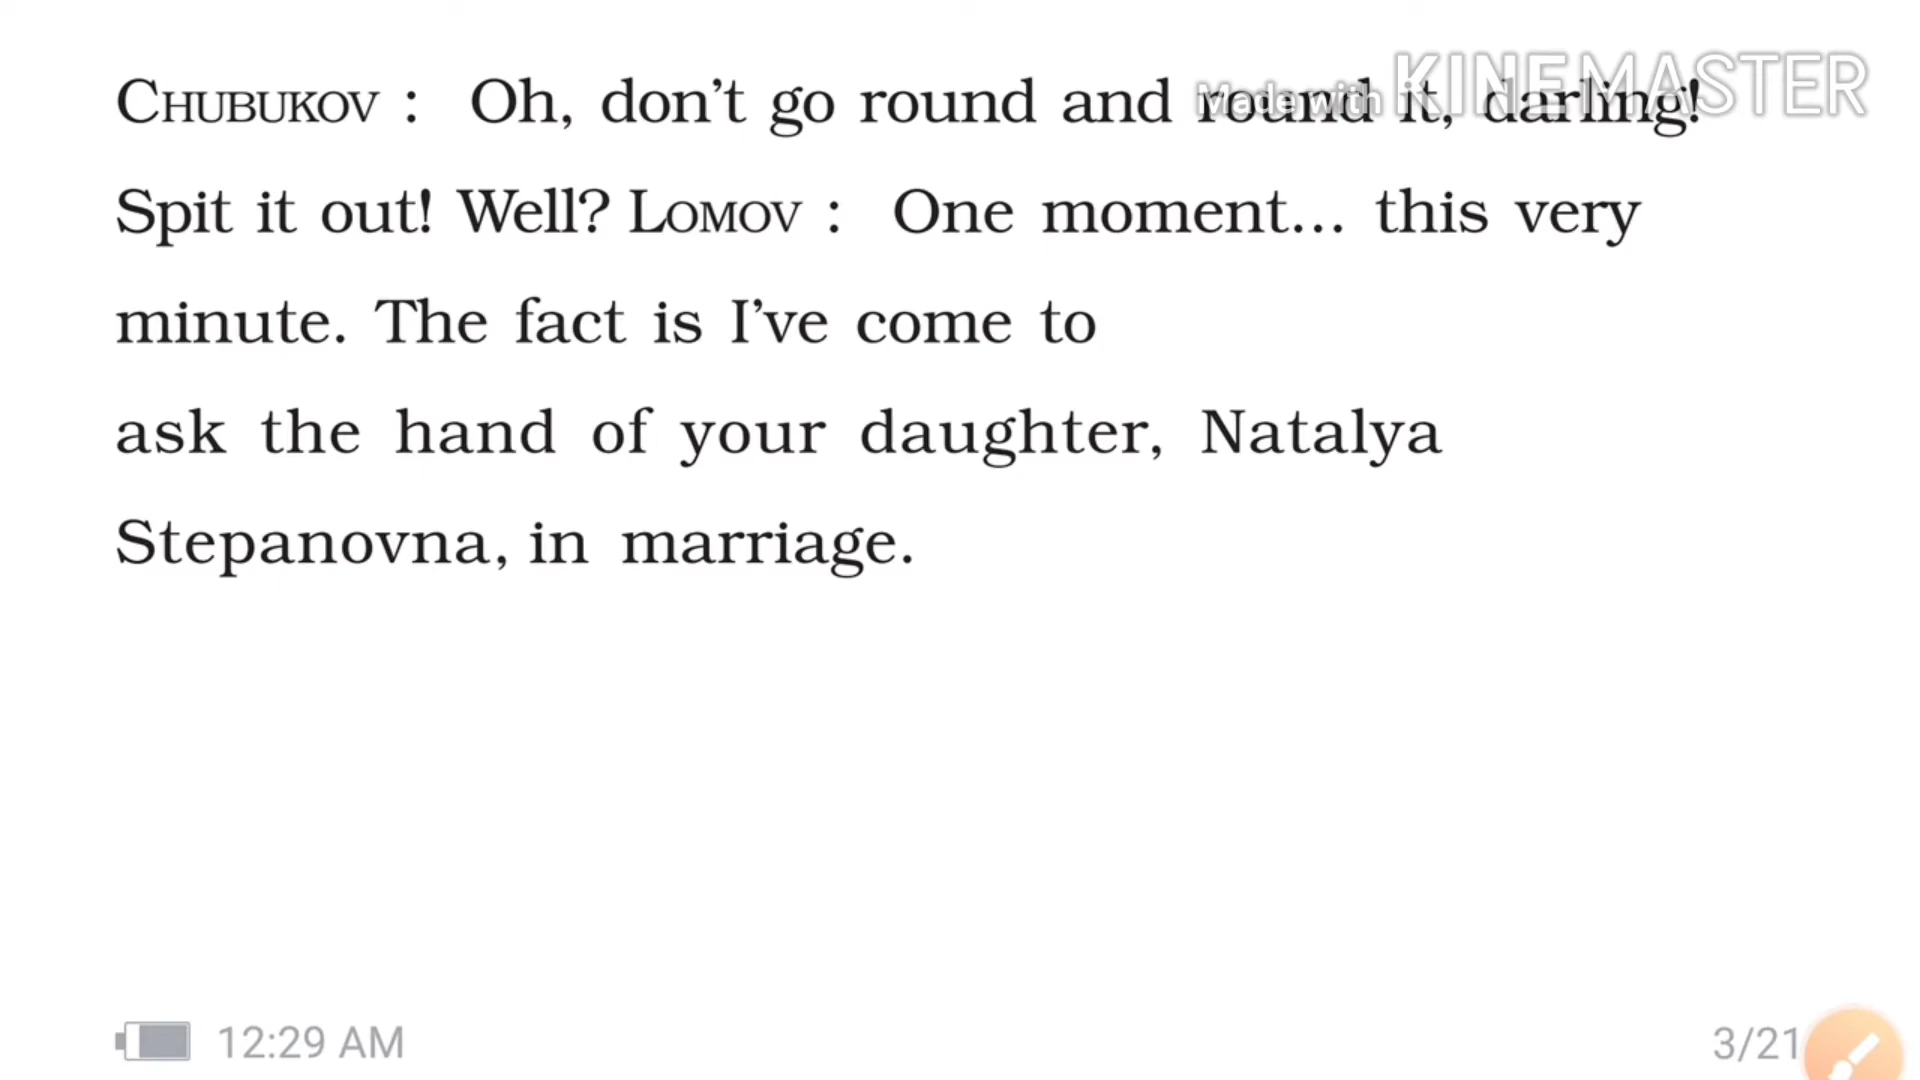 CHUBUKOV : Oh, don't go round and round it, darling!
Made with KINEMASTER
Spit it out! Well? LOMOV : One moment... this very
minute. The fact is I've come to
ask the hand of your daughter, Natalya
Stepanovna, in marriage.
12:29 AM
3/21